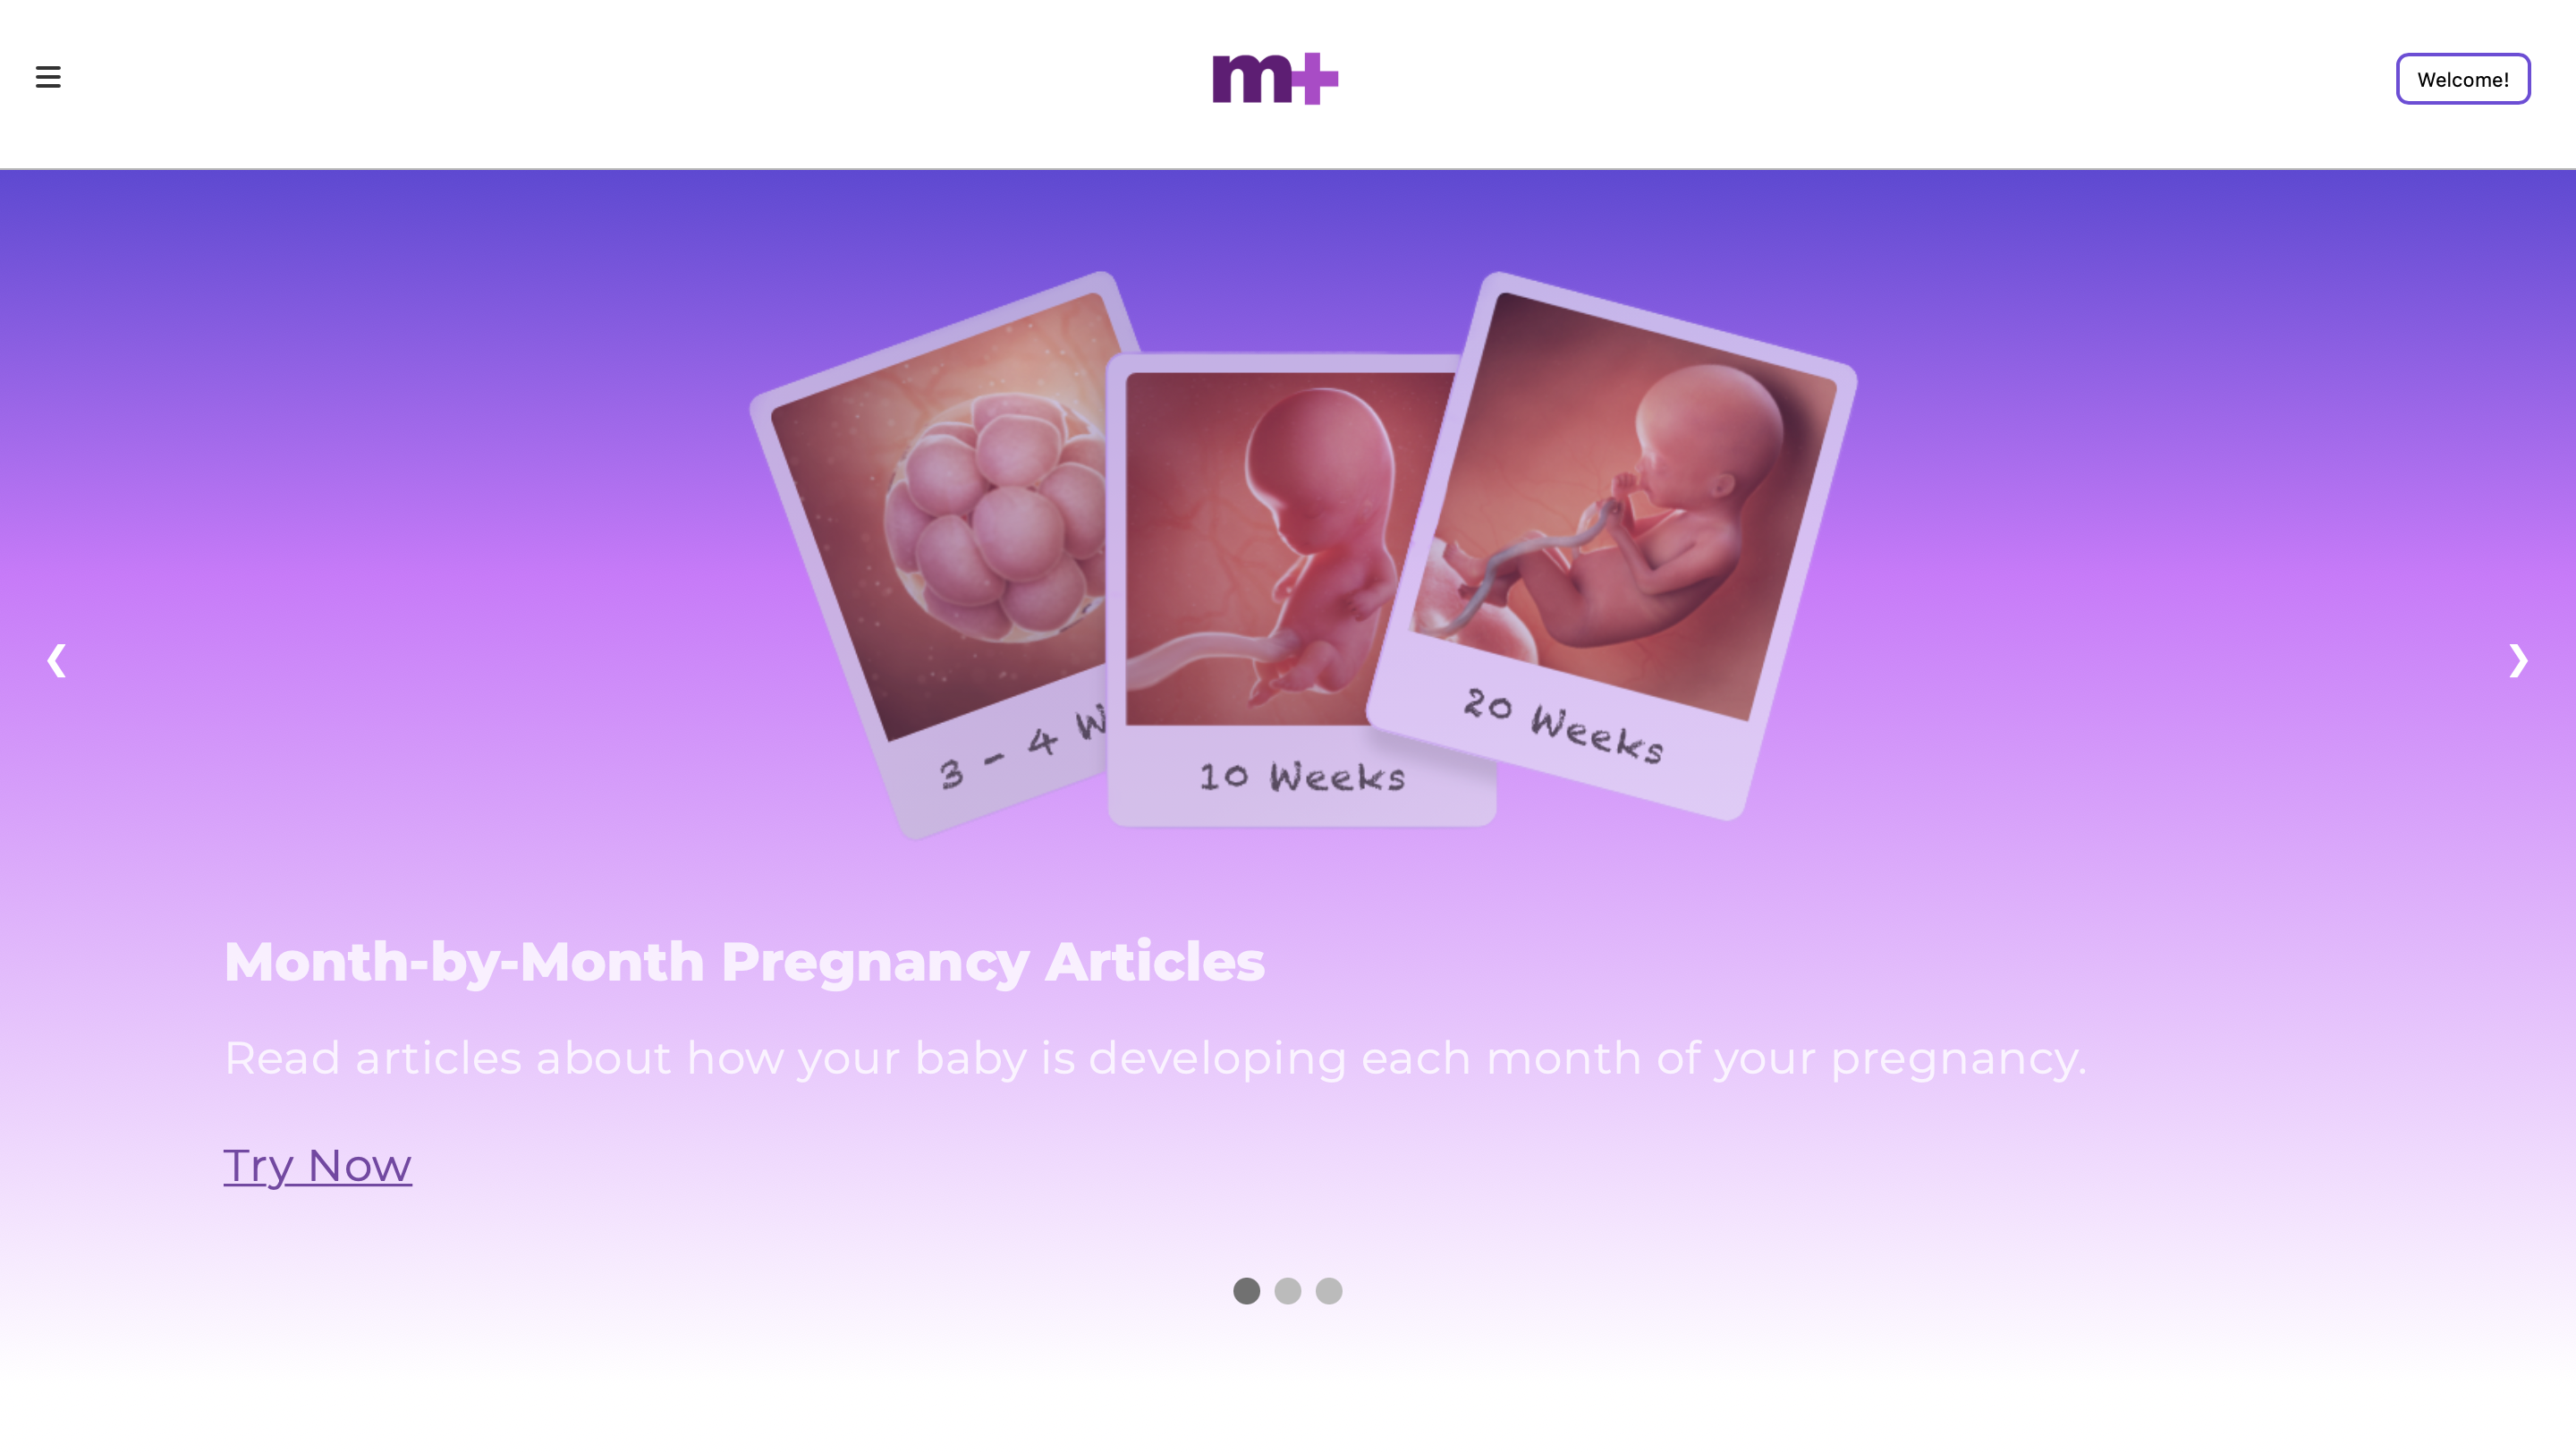 m+
Welcome!
3 - 4 W
10 Weeks
20 Weeks
Month-by-Month Pregnancy Articles
Read articles about how your baby is developing each month of your pregnancy.
Try Now